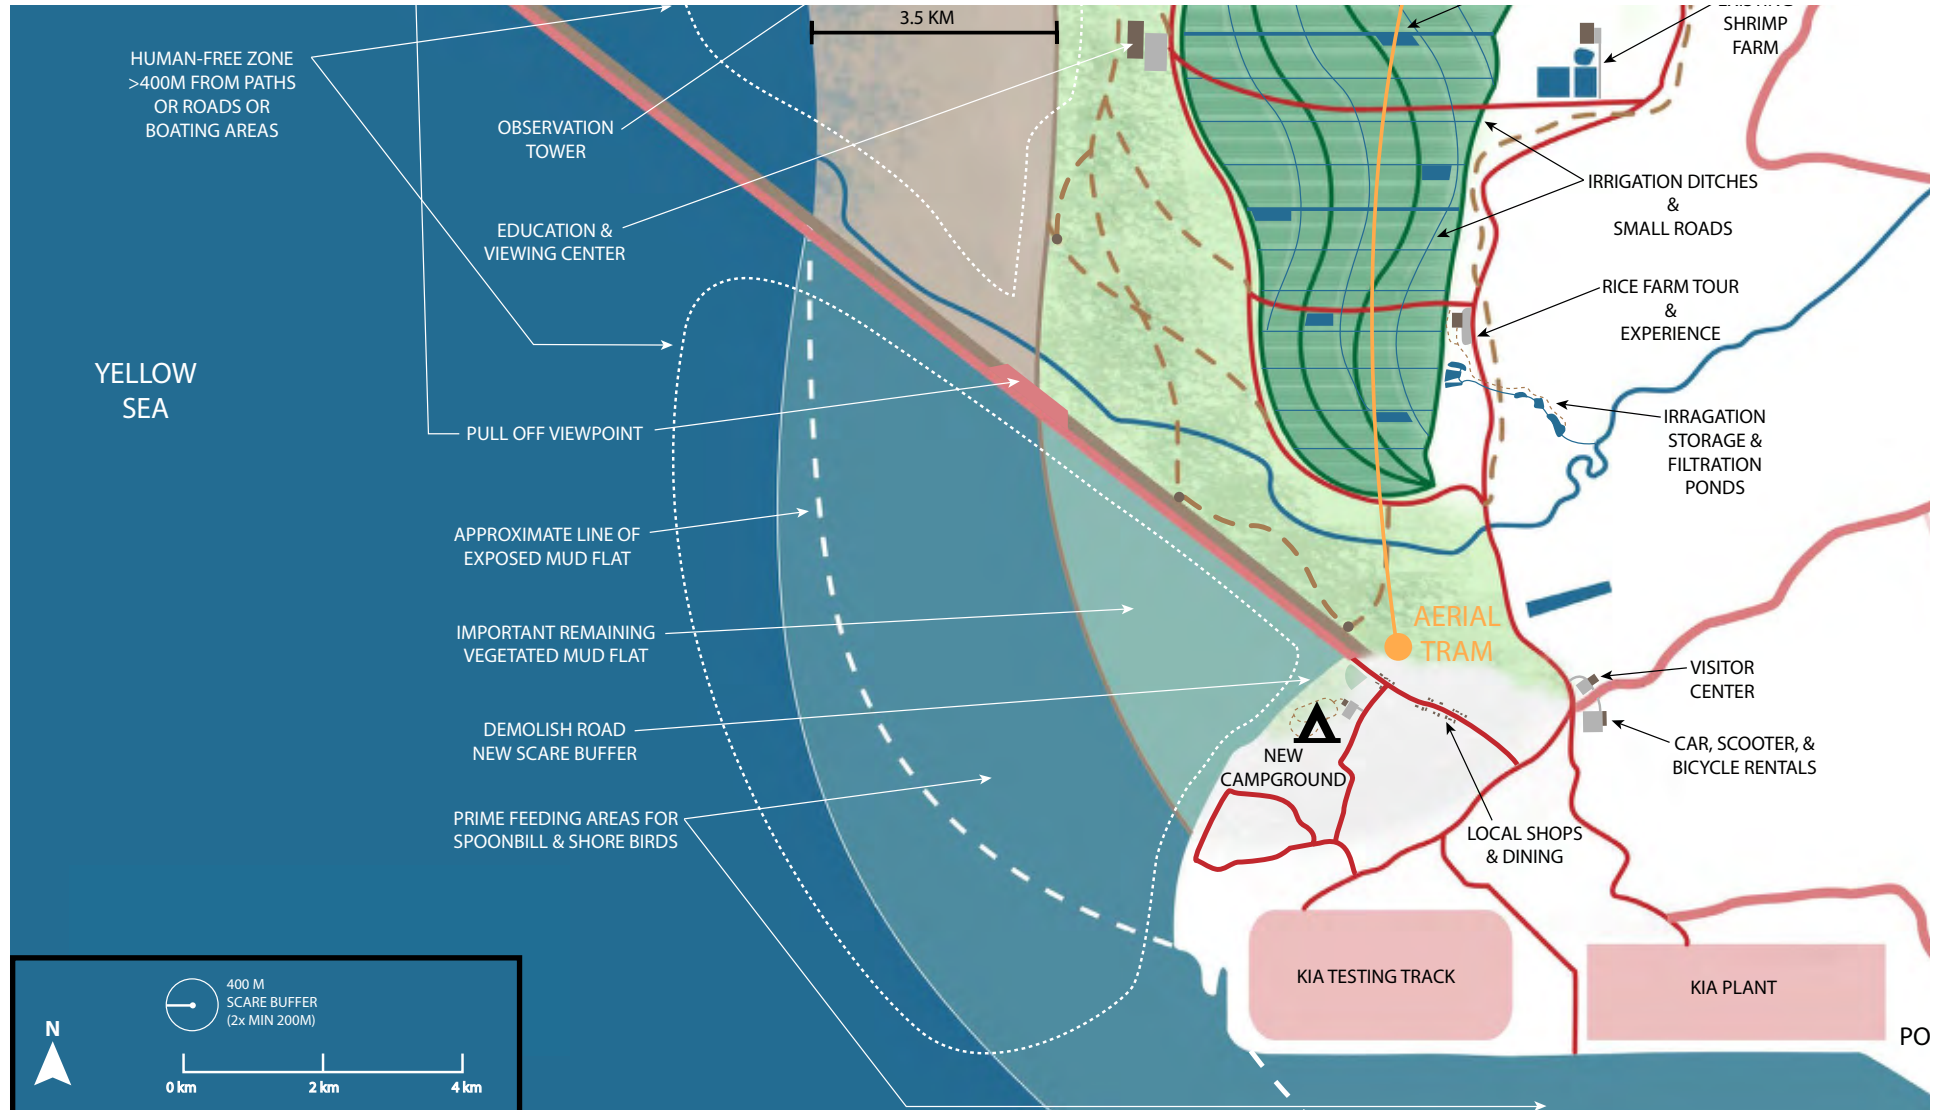 3.5 KM
HUMAN-FREE ZONE
>400M FROM PATHS
OR ROADS OR
BOATING AREAS
OBSERVATION
TOWER
EDUCATION &
VIEWING CENTER
YELLOW
SEA
PULL OFF VIEWPOINT
APPROXIMATE LINE OF
EXPOSED MUD FLAT
IMPORTANT REMAINING
VEGETATED MUD FLAT
DEMOLISH ROAD
NEW SCARE BUFFER
PRIME FEEDING AREAS FOR
SPOONBILL & SHORE BIRDS
SHRIMP
FARM
IRRIGATION DITCHES
&
SMALL ROADS
RICE FARM TOUR
&
EXPERIENCE
IRRAGATION
STORAGE &
FILTRATION
PONDS
AERIAL
TRAM
VISITOR
CENTER
CAR, SCOOTER, &
BICYCLE RENTALS
NEW
CAMPGROUND
LOCAL SHOPS
& DINING
KIA TESTING TRACK
KIA PLANT
PO
400 M
SCARE BUFFER
(2x MIN 200M)
N
0 km
2 km
4 km